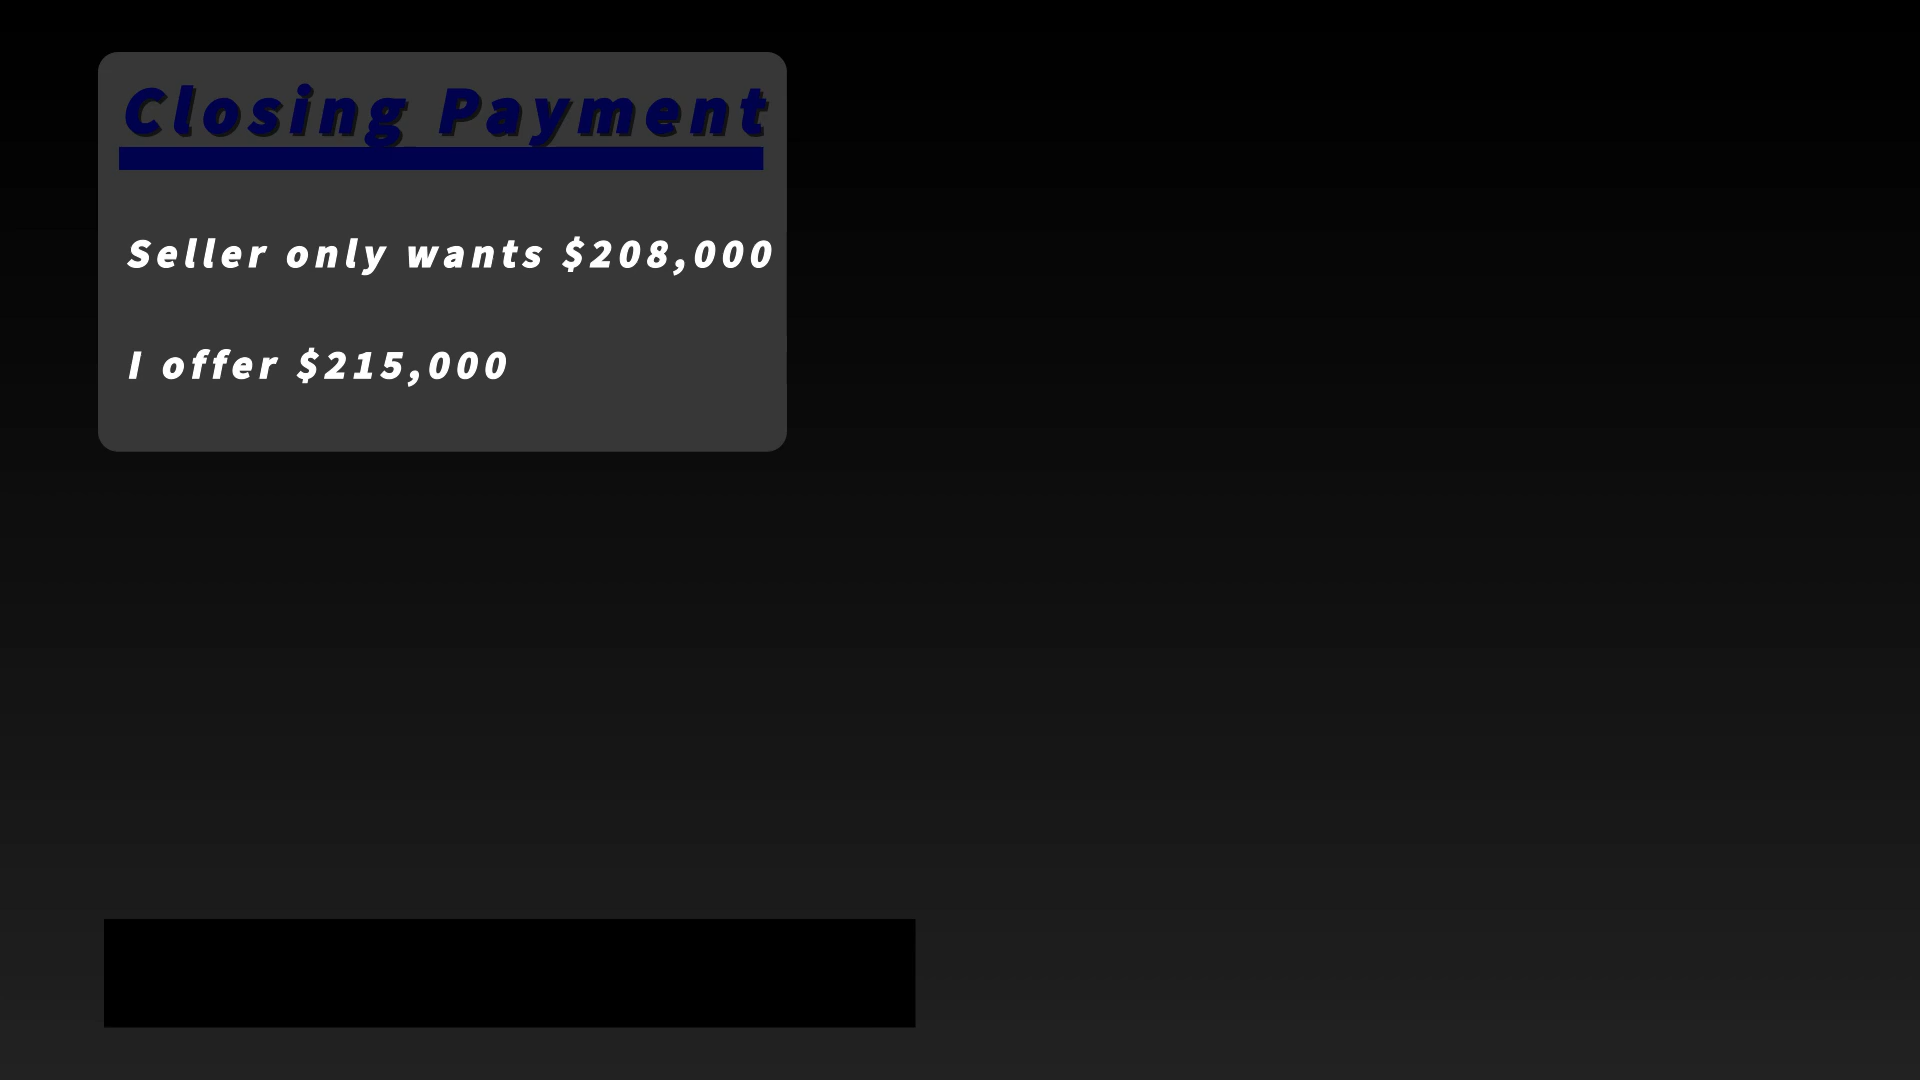 Closing Payment
Seller only wants $208,000
I offer $215,000